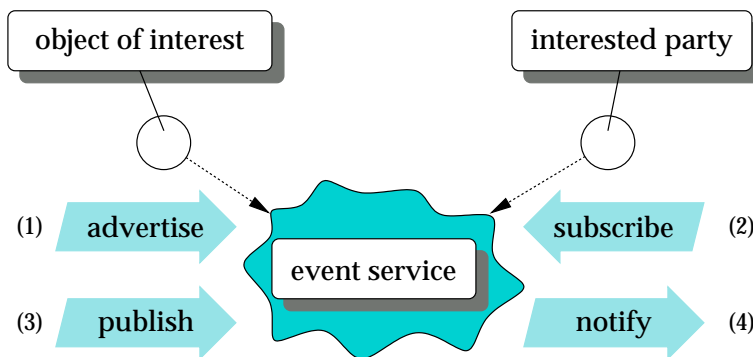 object of interest
interested party
(1) advertise
subscribe (2)
event service
(3) publish
notify (4)